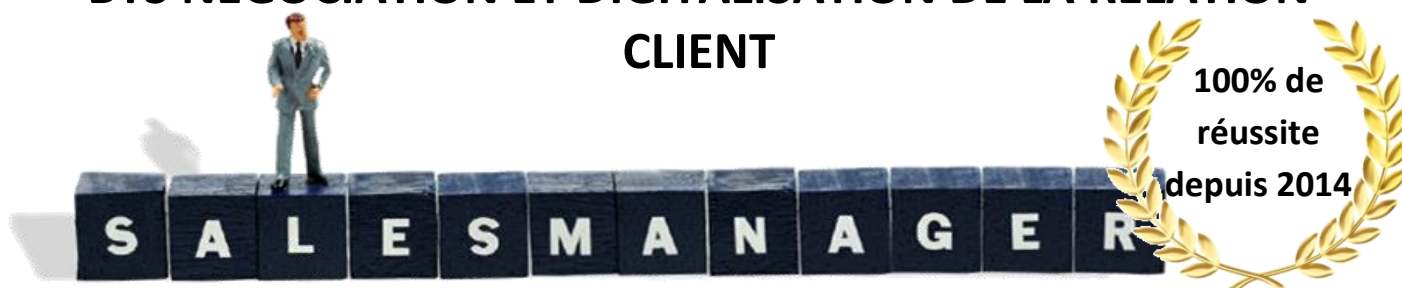 BTS NEGOCIATION ET DIGITALISATION DE LA RELATION
CLIENT
100% de
réussite
depuis 2014
SALESMANAGER